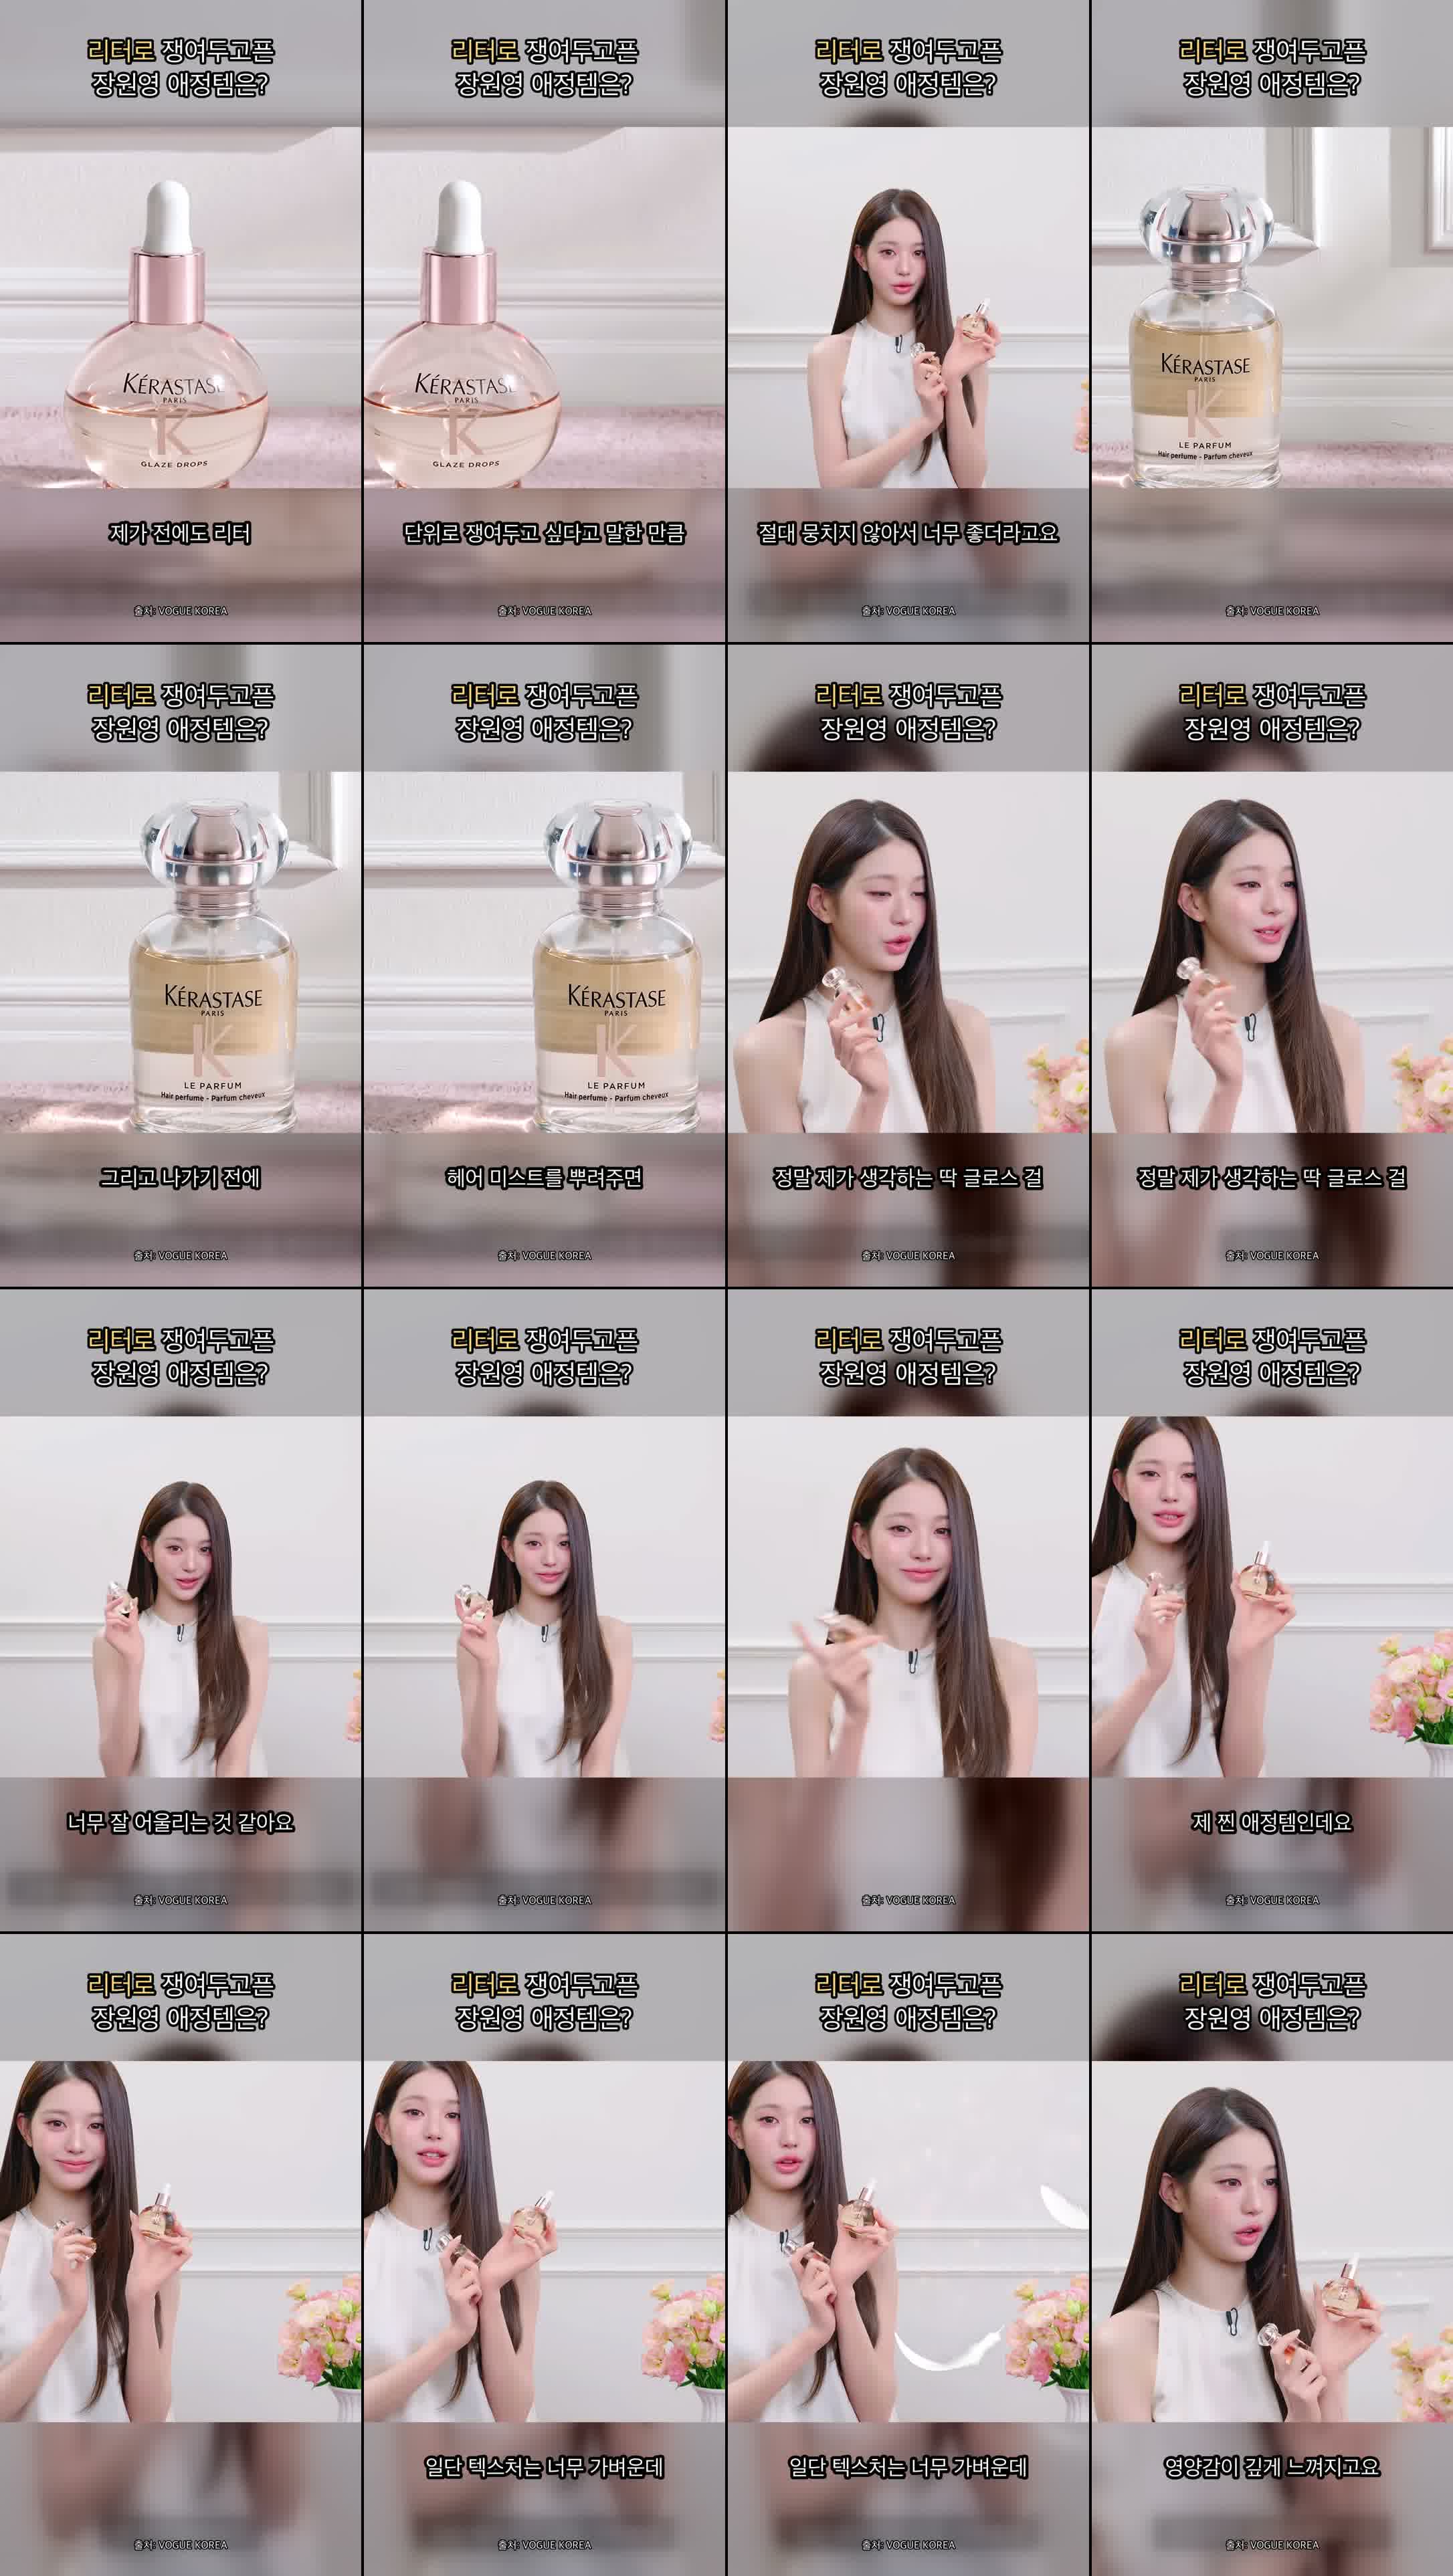 리터로 쟁여두고픈
장원영 애정템은?
KÉRASTASE
PARIS
K
GLAZE DROPS
제가 전에도 리터
출처: VOGUE KOREA
리터로 쟁여두고픈
장원영 애정템은?
KÉRASTASE
PARIS
K
GLAZE DROPS
단위로 쟁여두고 싶다고 말한 만큼
출처: VOGUE KOREA
리터로 쟁여두고픈
장원영 애정템은?
절대 뭉치지 않아서 너무 좋더라고요
출처: VOGUE KOREA
리터로 쟁여두고픈
장원영 애정템은?
KÉRASTASE
PARIS
K
LE PARFUM
Hair perfume - Parfum cheveux
출처: VOGUE KOREA
리터로 쟁여두고픈
장원영 애정템은?
KÉRASTASE
PARIS
K
LE PARFUM
Hair perfume - Parfum cheveux
그리고 나가기 전에
출처: VOGUE KOREA
리터로 쟁여두고픈
장원영 애정템은?
KÉRASTASE
PARIS
K
LE PARFUM
Hair perfume - Parfum cheveux
헤어 미스트를 뿌려주면
출처: VOGUE KOREA
리터로 쟁여두고픈
장원영 애정템은?
정말 제가 생각하는 딱 글로스 걸
출처: VOGUE KOREA
리터로 쟁여두고픈
장원영 애정템은?
정말 제가 생각하는 딱 글로스 걸
출처: VOGUE KOREA
리터로 쟁여두고픈
장원영 애정템은?
너무 잘 어울리는 것 같아요
출처: VOGUE KOREA
리터로 쟁여두고픈
장원영 애정템은?
출처: VOGUE KOREA
리터로 쟁여두고픈
장원영 애정템은?
출처: VOGUE KOREA
리터로 쟁여두고픈
장원영 애정템은?
제 찐 애정템인데요
출처: VOGUE KOREA
리터로 쟁여두고픈
장원영 애정템은?
출처: VOGUE KOREA
리터로 쟁여두고픈
장원영 애정템은?
일단 텍스처는 너무 가벼운데
출처: VOGUE KOREA
리터로 쟁여두고픈
장원영 애정템은?
일단 텍스처는 너무 가벼운데
출처: VOGUE KOREA
리터로 쟁여두고픈
장원영 애정템은?
영양감이 깊게 느껴지고요
출처: VOGUE KOREA